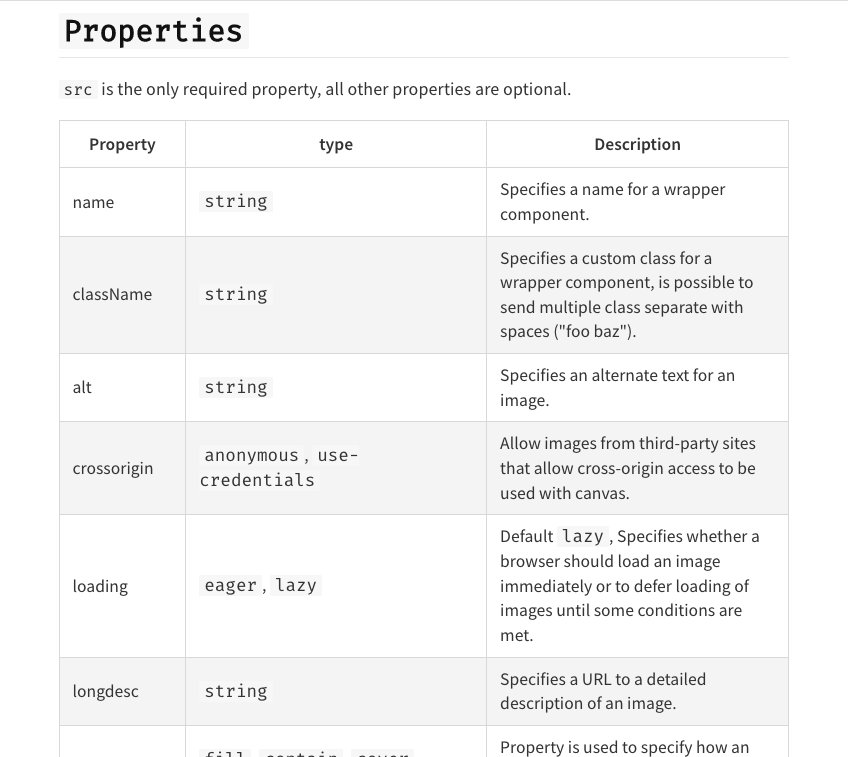 Properties
src is the only required property, all other properties are optional.
Property type Description
name string Specifies a name for a wrapper
component.
className string Specifies a custom class for a
wrapper component, is possible to
send multiple class separate with
spaces ("foo baz").
alt string Specifies an alternate text for an
image.
crossorigin anonymous , use-
credentials
Allow images from third-party sites
that allow cross-origin access to be
used with canvas.
loading eager , lazy
Default lazy , Specifies whether a
browser should load an image
immediately or to defer loading of
images until some conditions are
met.
longdesc string Specifies a URL to a detailed
description of an image.
fill contain cover
Property is used to specify how an